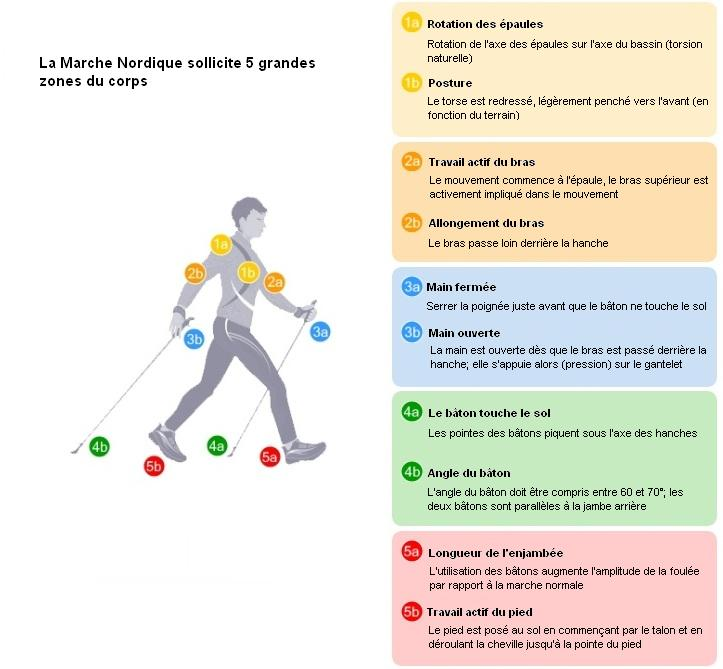 La Marche Nordique sollicite 5 grandes
zones du corps
1a Rotation des épaules
Rotation de l'axe des épaules sur l'axe du bassin (torsion
naturelle)
1b Posture
Le torse est redressé, légèrement penché vers l'avant (en
fonction du terrain)
2a Travail actif du bras
Le mouvement commence à l'épaule, le bras supérieur est
activement impliqué dans le mouvement
2b Allongement du bras
Le bras passe loin derrière la hanche
3a Main fermée
Serrer la poignée juste avant que le bâton ne touche le sol
3b Main ouverte
La main est ouverte dès que le bras est passé derrière la
hanche; elle s'appuie alors (pression) sur le gantelet
4a Le bâton touche le sol
Les pointes des bâtons piquent sous l'axe des hanches
4b Angle du bâton
L'angle du bâton doit être compris entre 60 et 70°; les
deux bâtons sont parallèles à la jambe arrière
5a Longueur de l'enjambée
L'utilisation des bâtons augmente l'amplitude de la foulée
par rapport à la marche normale
5b Travail actif du pied
Le pied est posé au sol en commençant par le talon et en
déroulant la cheville jusqu'à la pointe du pied
1a
2b
1b
2a
3b
3a
4b
4a
5b
5a